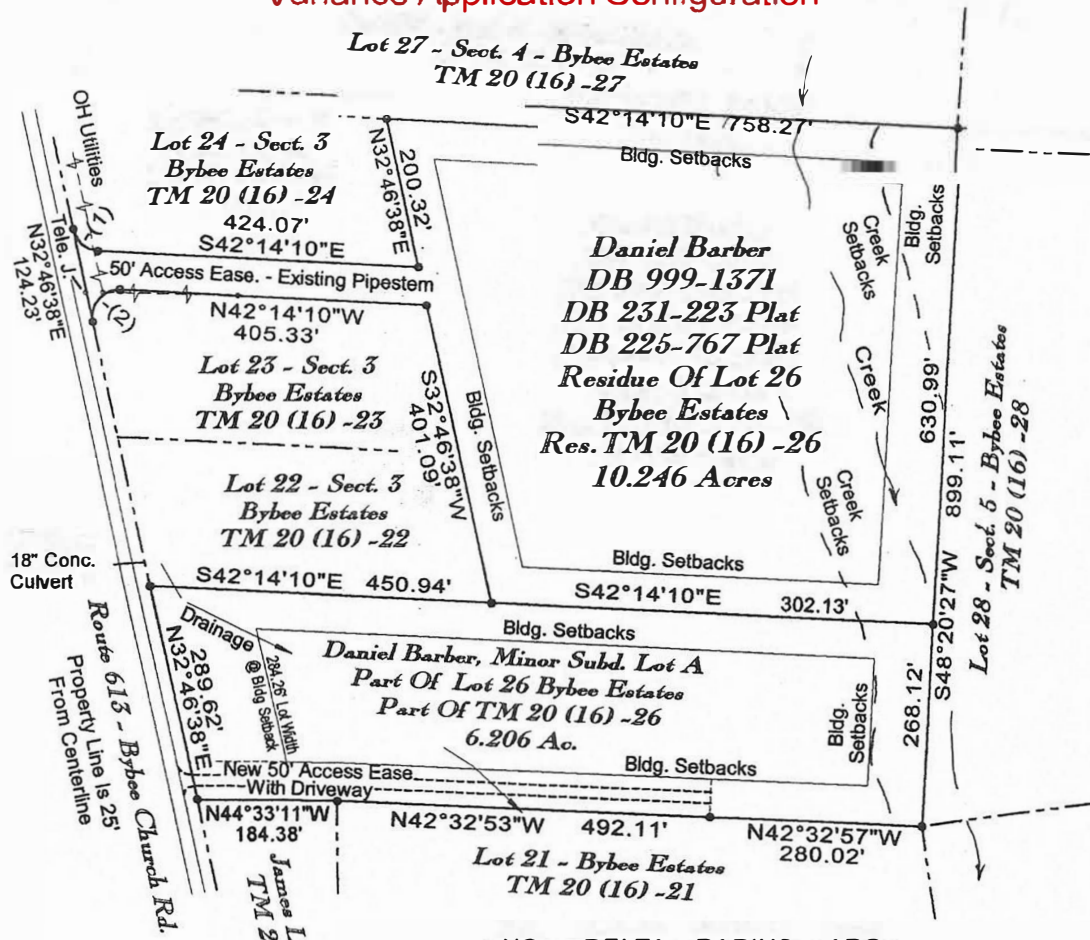 Variance Application Configuration
Lot 27 - Sect. 4 - Bybee Estates
TM 20 (16) -27
S42°14'10"E 758.27'
Bldg. Setbacks
OH Utilities
Lot 24 - Sect. 3
Bybee Estates
TM 20 (16) -24
424.07'
S42°14'10"E
200.32'
N32°46'38"E
(2)
Tele. J.
N32°46'38"E
124.23'
50' Access Ease. - Existing Pipestem
(2)
N42°14'10"W
405.33'
Lot 23 - Sect. 3
Bybee Estates
TM 20 (16) -23
S32°46'38"W
401.09'
Bldg. Setbacks
Daniel Barber
DB 999-1371
DB 231-223 Plat
DB 225-767 Plat
Residue Of Lot 26
Bybee Estates
Res. TM 20 (16) -26
10.246 Acres
Creek
Setbacks
Bldg.
Setbacks
Creek
Creek
Setbacks
630.99'
S48°20'27"W 899.11'
Lot 28 - Sect. 5 - Bybee Estates
TM 20 (16) -28
Lot 22 - Sect. 3
Bybee Estates
TM 20 (16) -22
Bldg. Setbacks
18" Conc.
Culvert
S42°14'10"E 450.94'
S42°14'10"E 302.13'
Bldg. Setbacks
Drainage
284.26' Lot Width
@ Bldg Setback
Daniel Barber, Minor Subd. Lot A
Part Of Lot 26 Bybee Estates
Part Of TM 20 (16) -26
6.206 Ac.
Bldg.
Setbacks
268.12'
N32°46'38"E
289.62'
Route 613 - Bybee Church Rd.
Property Line Is 25'
From Centerline
Bldg. Setbacks
New 50' Access Ease.
With Driveway
N44°33'11"W
184.38'
N42°32'53"W 492.11'
N42°32'57"W
280.02'
Lot 21 - Bybee Estates
TM 20 (16) -21
James L
TM 2